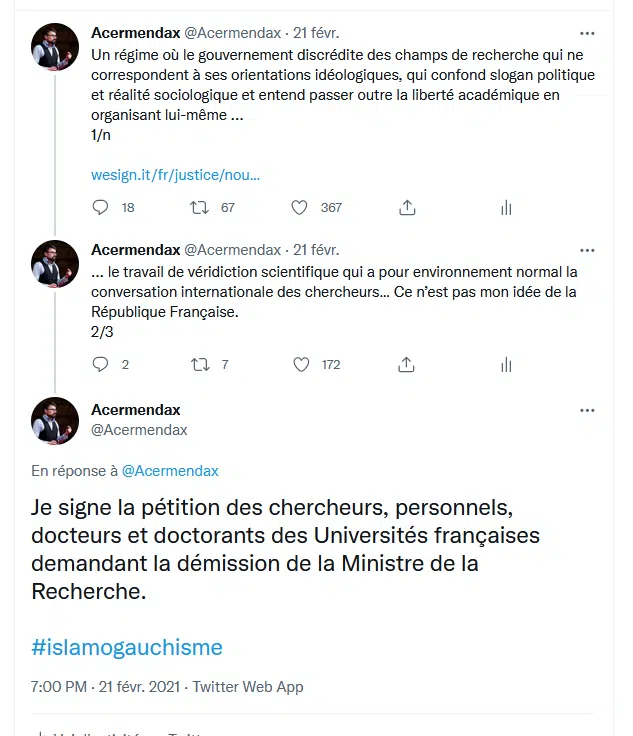 Acermendax @Acermendax · 21 févr.
Un régime où le gouvernement discrédite des champs de recherche qui ne
correspondent à ses orientations idéologiques, qui confond slogan politique
et réalité sociologique et entend passer outre la liberté académique en
organisant lui-même ...
1/n
wesign.it/fr/justice/nou...
18 67 367
Acermendax @Acermendax · 21 févr.
... le travail de véridiction scientifique qui a pour environnement normal la
conversation internationale des chercheurs... Ce n'est pas mon idée de la
République Française.
2/3
2 7 172
Acermendax
@Acermendax
En réponse à @Acermendax
Je signe la pétition des chercheurs, personnels,
docteurs et doctorants des Universités françaises
demandant la démission de la Ministre de la
Recherche.
#islamogauchisme
7:00 PM · 21 févr. 2021 · Twitter Web App